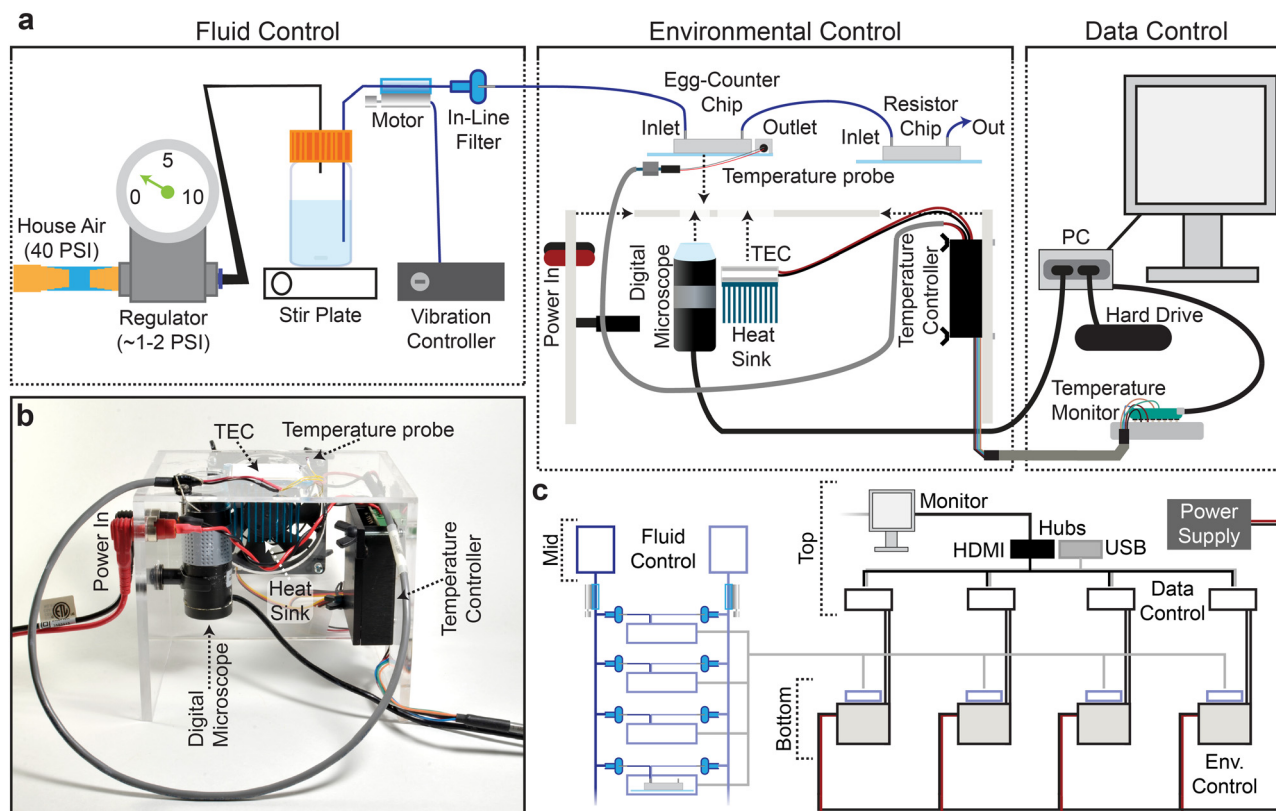 a
Fluid Control
Environmental Control
Data Control
Egg-Counter
Chip
Resistor
Chip
Inlet
Outlet
Inlet
Out
Motor
In-Line
Filter
Temperature probe
5
0
10
House Air
(40 PSI)
Regulator
(~1-2 PSI)
Stir Plate
Vibration
Controller
Power In
Digital
Microscope
TEC
Heat
Sink
Temperature
Controller
PC
Hard Drive
Temperature
Monitor
b
TEC
Temperature probe
Power In
Heat
Sink
Temperature
Controller
Digital
Microscope
c
Mid
Fluid
Control
Top
Monitor
Hubs
HDMI
USB
Power
Supply
Data
Control
Bottom
Env.
Control